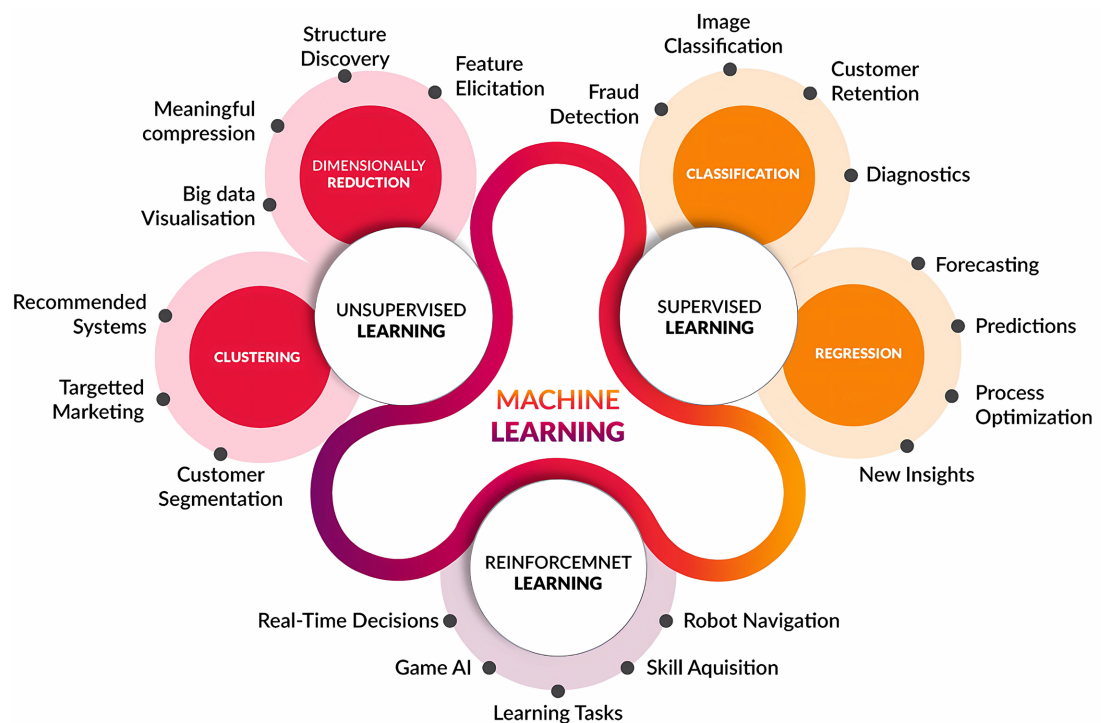 Structure
Discovery
Feature
Elicitation
Meaningful
compression
Big data
Visualisation
DIMENSIONALLY
REDUCTION
Recommended
Systems
Targetted
Marketing
Customer
Segmentation
CLUSTERING
UNSUPERVISED
LEARNING
Image
Classification
Fraud
Detection
Customer
Retention
Diagnostics
CLASSIFICATION
Forecasting
Predictions
Process
Optimization
New Insights
REGRESSION
SUPERVISED
LEARNING
MACHINE
LEARNING
REINFORCEMNET
LEARNING
Real-Time Decisions
Game AI
Learning Tasks
Skill Aquisition
Robot Navigation